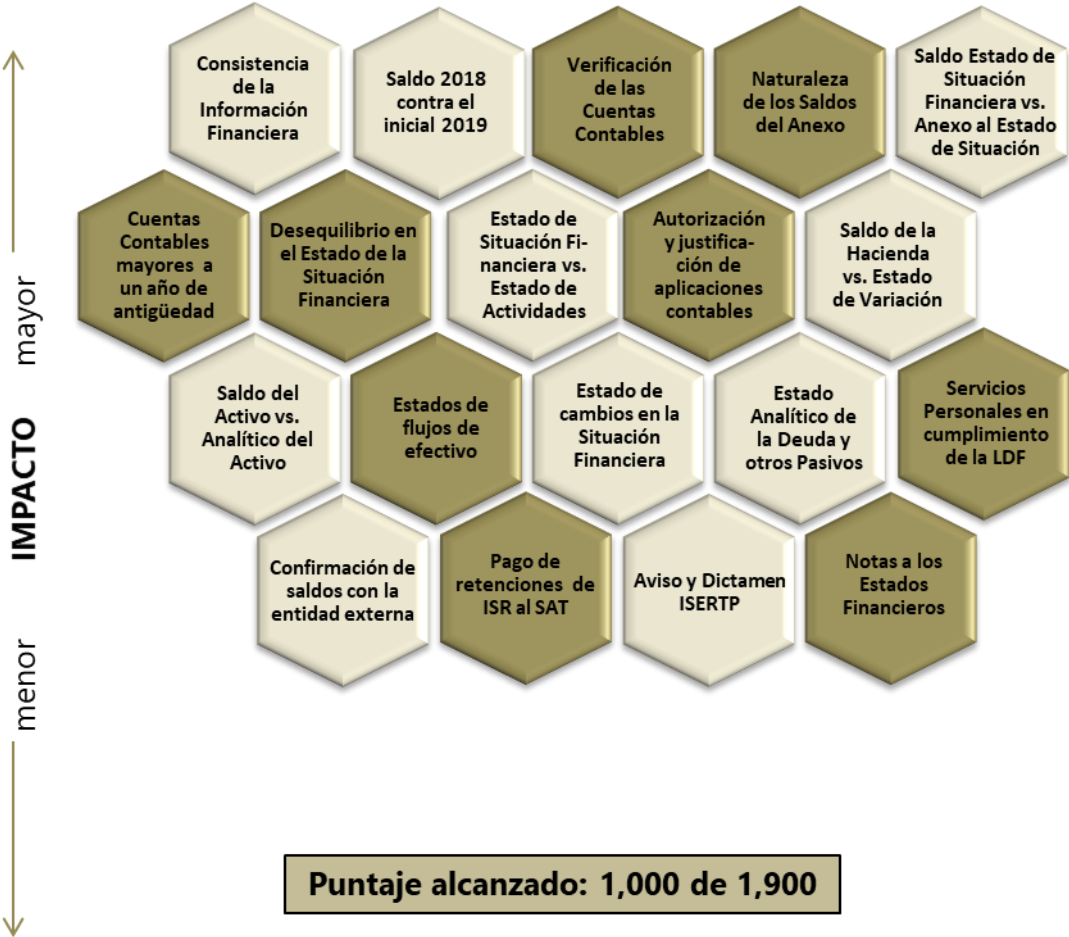 Consistencia
de la
Información
Financiera
Saldo 2018
contra el
inicial 2019
Verificación
de las
Cuentas
Contables
Naturaleza
de los Saldos
del Anexo
Saldo Estado de
Situación
Financiera vs.
Anexo al Estado
de Situación
Cuentas
Contables
mayores a
un año de
antigüedad
Desequilibrio en
el Estado de la
Situación
Financiera
Estado de
Situación Fi-
nanciera vs.
Estado de
Actividades
Autorización
y justifica-
ción de
aplicaciones
contables
Saldo de la
Hacienda
vs. Estado
de Variación
Saldo del
Activo vs.
Analítico del
Activo
Estados de
flujos de
efectivo
Estado de
cambios en la
Situación
Financiera
Estado
Analítico de
la Deuda y
otros Pasivos
Servicios
Personales en
cumplimiento
de la LDF
Confirmación de
saldos con la
entidad externa
Pago de
retenciones de
ISR al SAT
Aviso y Dictamen
ISERTP
Notas a los
Estados
Financieros
mayor
IMPACTO
menor
Puntaje alcanzado: 1,000 de 1,900